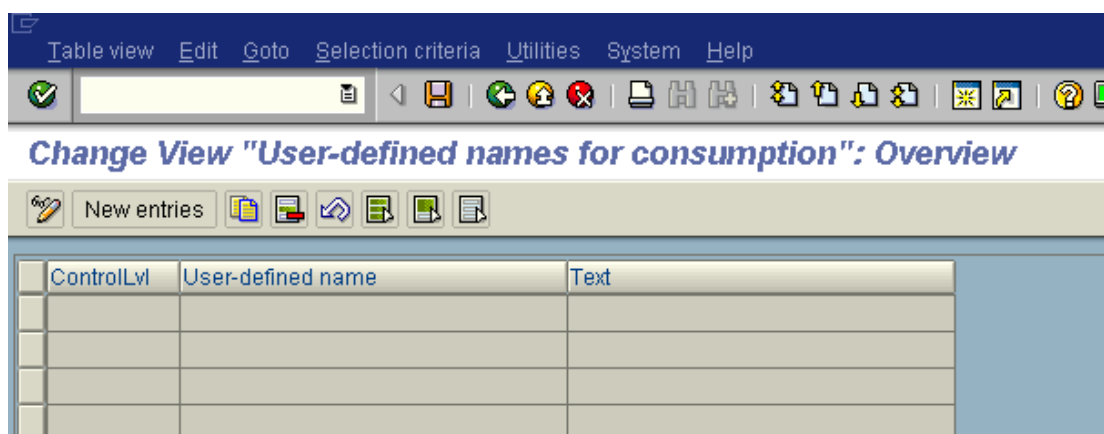 Table view Edit Goto Selection criteria Utilities System Help
Change View "User-defined names for consumption": Overview
New entries
ControlLvl User-defined name Text